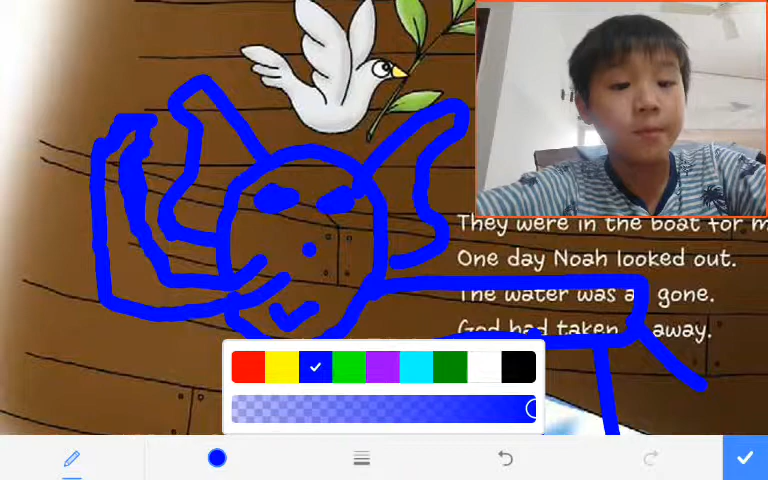 They were in the boat for m
One day Noah looked out.
The water was a gone.
God had taken away.